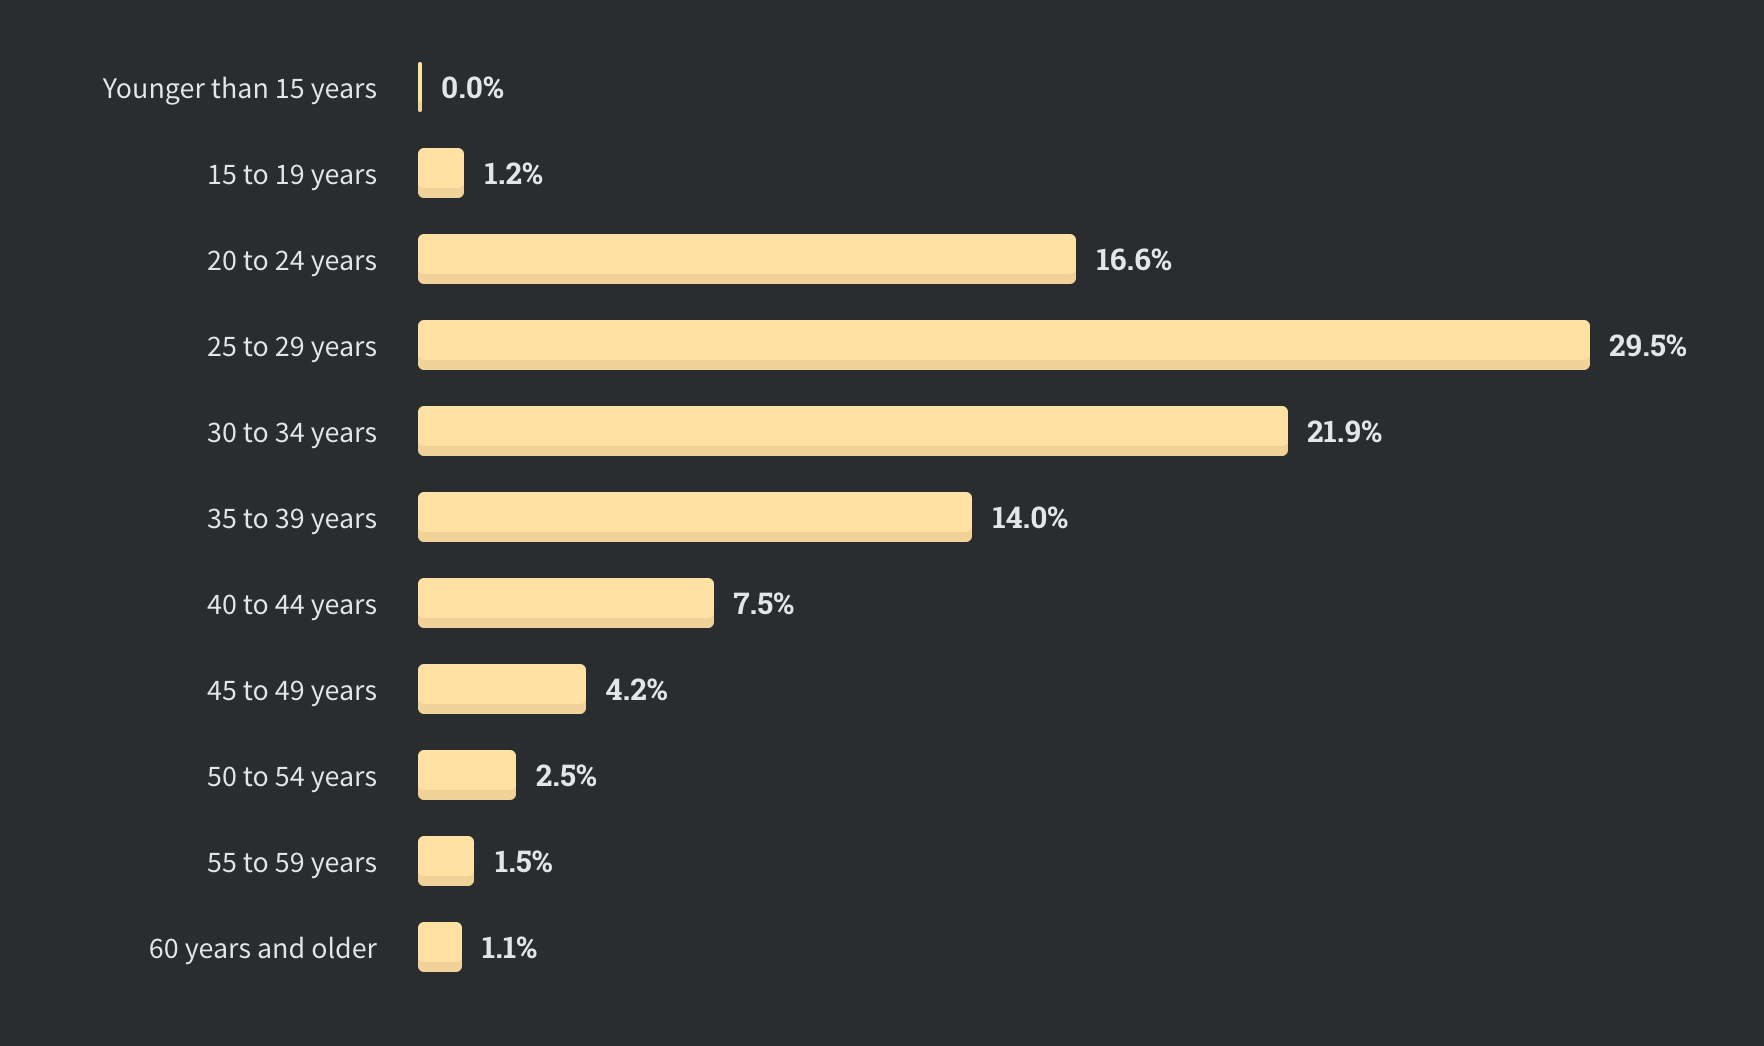 Younger than 15 years 0.0%
15 to 19 years 1.2%
20 to 24 years 16.6%
25 to 29 years 29.5%
30 to 34 years 21.9%
35 to 39 years 14.0%
40 to 44 years 7.5%
45 to 49 years 4.2%
50 to 54 years 2.5%
55 to 59 years 1.5%
60 years and older 1.1%